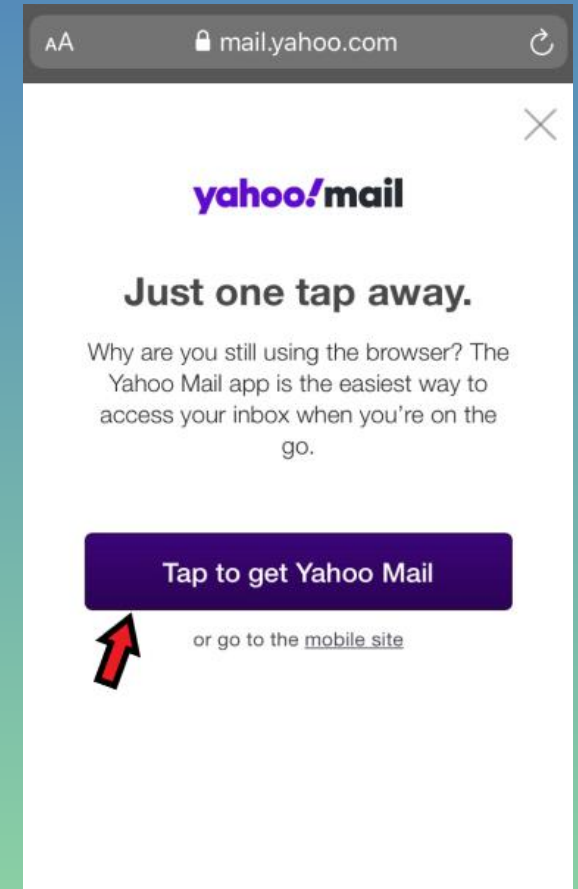 AA mail.yahoo.com
yahoo!mail
Just one tap away.
Why are you still using the browser? The
Yahoo Mail app is the easiest way to
access your inbox when you're on the
go.
Tap to get Yahoo Mail
or go to the mobile site